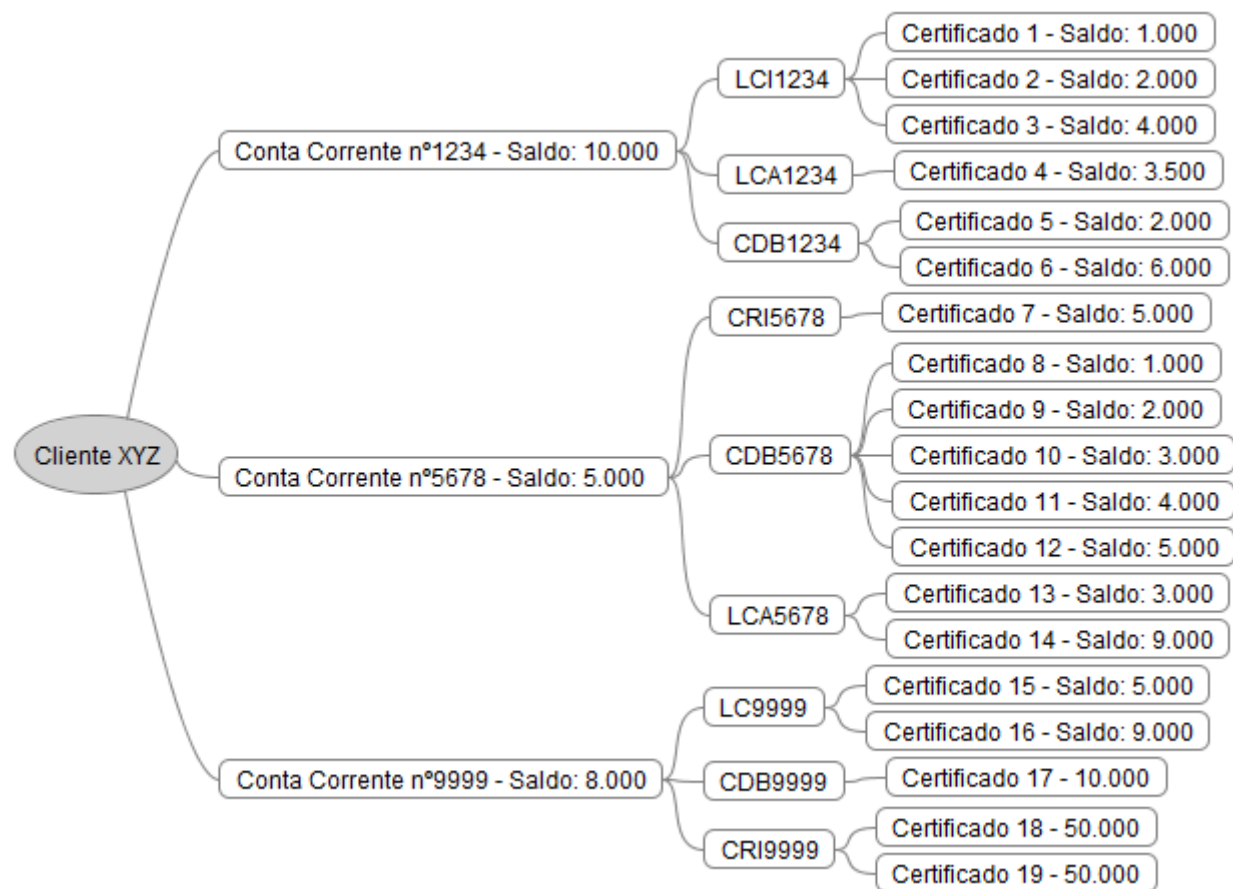 Cliente XYZ
Conta Corrente nº1234 - Saldo: 10.000
LCI1234
Certificado 1 - Saldo: 1.000
Certificado 2 - Saldo: 2.000
Certificado 3 - Saldo: 4.000
LCA1234
Certificado 4 - Saldo: 3.500
CDB1234
Certificado 5 - Saldo: 2.000
Certificado 6 - Saldo: 6.000
Conta Corrente nº5678 - Saldo: 5.000
CRI5678
Certificado 7 - Saldo: 5.000
CDB5678
Certificado 8 - Saldo: 1.000
Certificado 9 - Saldo: 2.000
Certificado 10 - Saldo: 3.000
Certificado 11 - Saldo: 4.000
Certificado 12 - Saldo: 5.000
LCA5678
Certificado 13 - Saldo: 3.000
Certificado 14 - Saldo: 9.000
Conta Corrente nº9999 - Saldo: 8.000
LC9999
Certificado 15 - Saldo: 5.000
Certificado 16 - Saldo: 9.000
CDB9999
Certificado 17 - 10.000
CRI9999
Certificado 18 - 50.000
Certificado 19 - 50.000